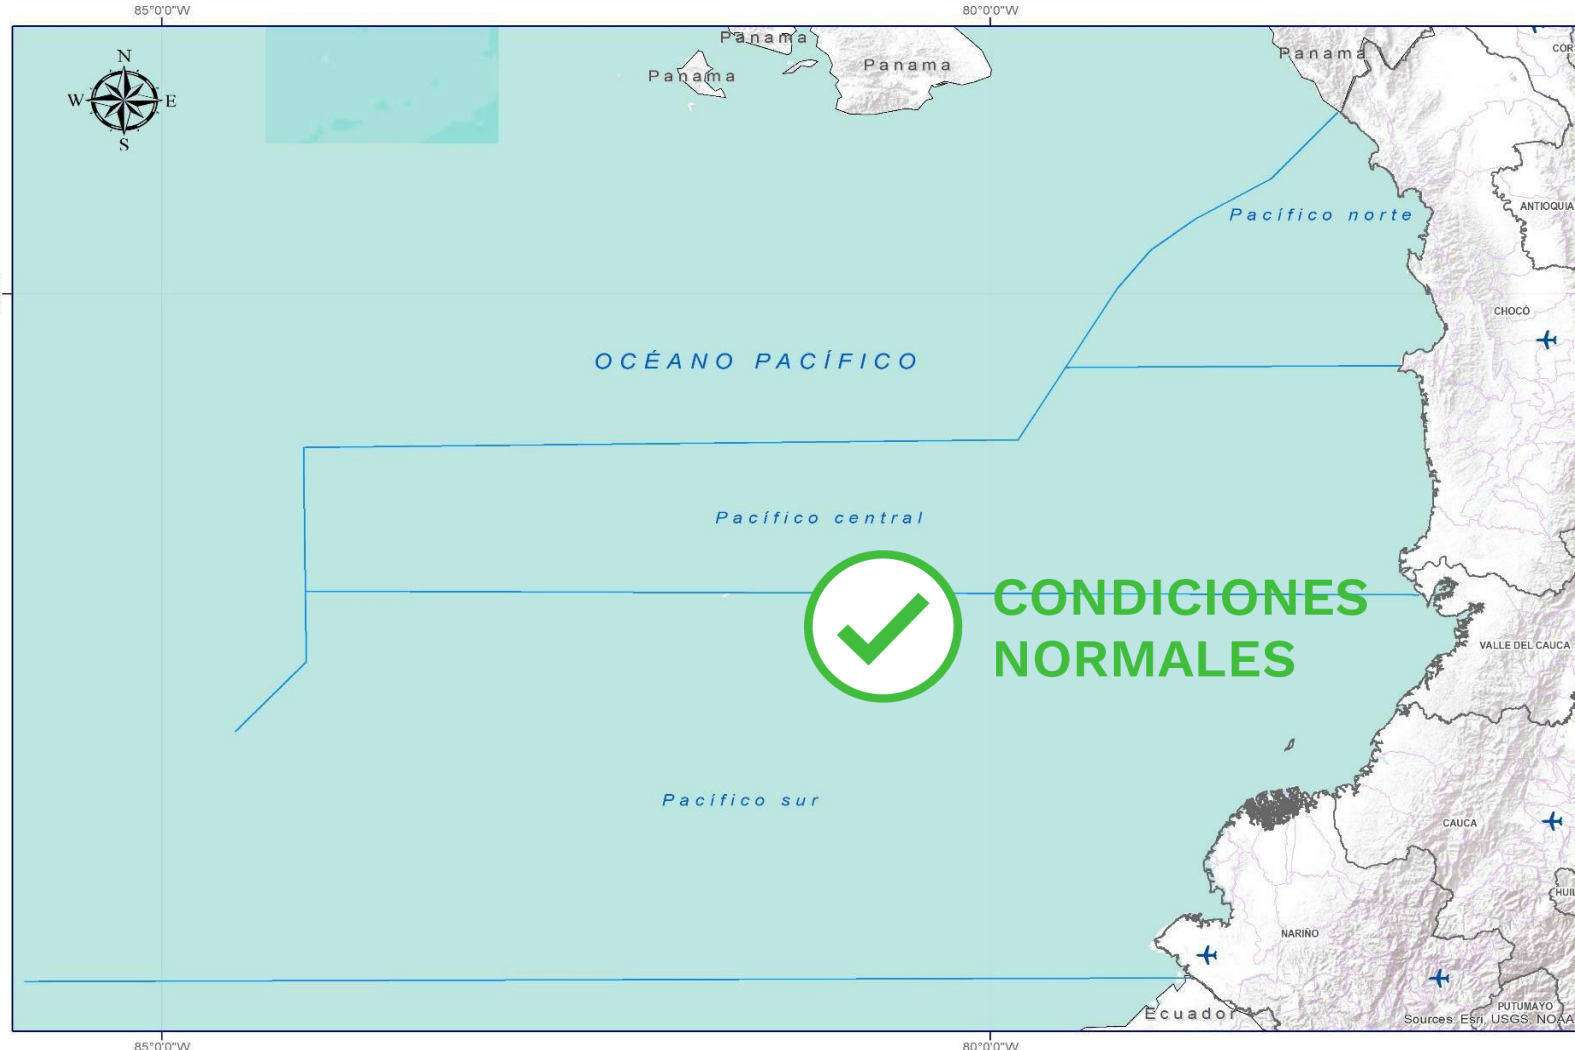 85°0'0"W
80°0'0"W
N
W
E
S
Panama
Panama
Panama
Panama
COR
ANTIOQUIA
Pacífico norte
CHOCÓ
OCÉANO PACÍFICO
Pacífico central
CONDICIONES
NORMALES
VALLE DEL CAUCA
Pacífico sur
CAUCA
HUIL
NARIÑO
PUTUMAYO
Ecuador
Sources: Esri, USGS, NOAA
85°0'0"W
80°0'0"W